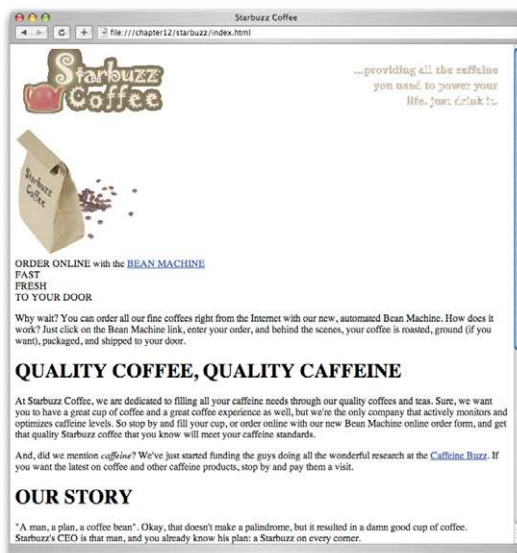 Starbuzz Coffee
file:///chapter12/starbuzz/index.html
Starbuzz
Coffee
...providing all the caffeine
you need to power your
life. just drink it.
Starbuzz
Coffee
ORDER ONLINE with the BEAN MACHINE
FAST
FRESH
TO YOUR DOOR
Why wait? You can order all our fine coffees right from the Internet with our new, automated Bean Machine. How does it
work? Just click on the Bean Machine link, enter your order, and behind the scenes, your coffee is roasted, ground (if you
want), packaged, and shipped to your door.
QUALITY COFFEE, QUALITY CAFFEINE
At Starbuzz Coffee, we are dedicated to filling all your caffeine needs through our quality coffees and teas. Sure, we want
you to have a great cup of coffee and a great coffee experience as well, but we're the only company that actively monitors and
optimizes caffeine levels. So stop by and fill your cup, or order online with our new Bean Machine online order form, and get
that quality Starbuzz coffee that you know will meet your caffeine standards.
And, did we mention caffeine? We've just started funding the guys doing all the wonderful research at the Caffeine Buzz. If
you want the latest on coffee and other caffeine products, stop by and pay them a visit.
OUR STORY
"A man, a plan, a coffee bean". Okay, that doesn't make a palindrome, but it resulted in a damn good cup of coffee.
Starbuzz's CEO is that man, and you already know his plan: a Starbuzz on every corner.